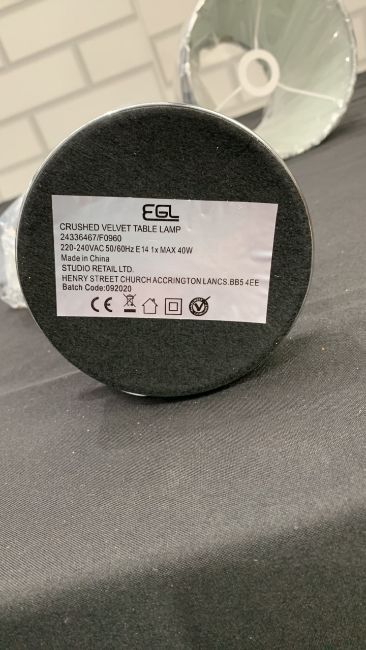 EGL
CRUSHED VELVET TABLE LAMP
24336467/F0960
220-240VAC 50/60Hz E14 1x MAX 40W
Made in China
STUDIO RETAIL LTD.
HENRY STREET CHURCH ACCRINGTON LANCS.BB5 4EE
Batch Code:092020
CE